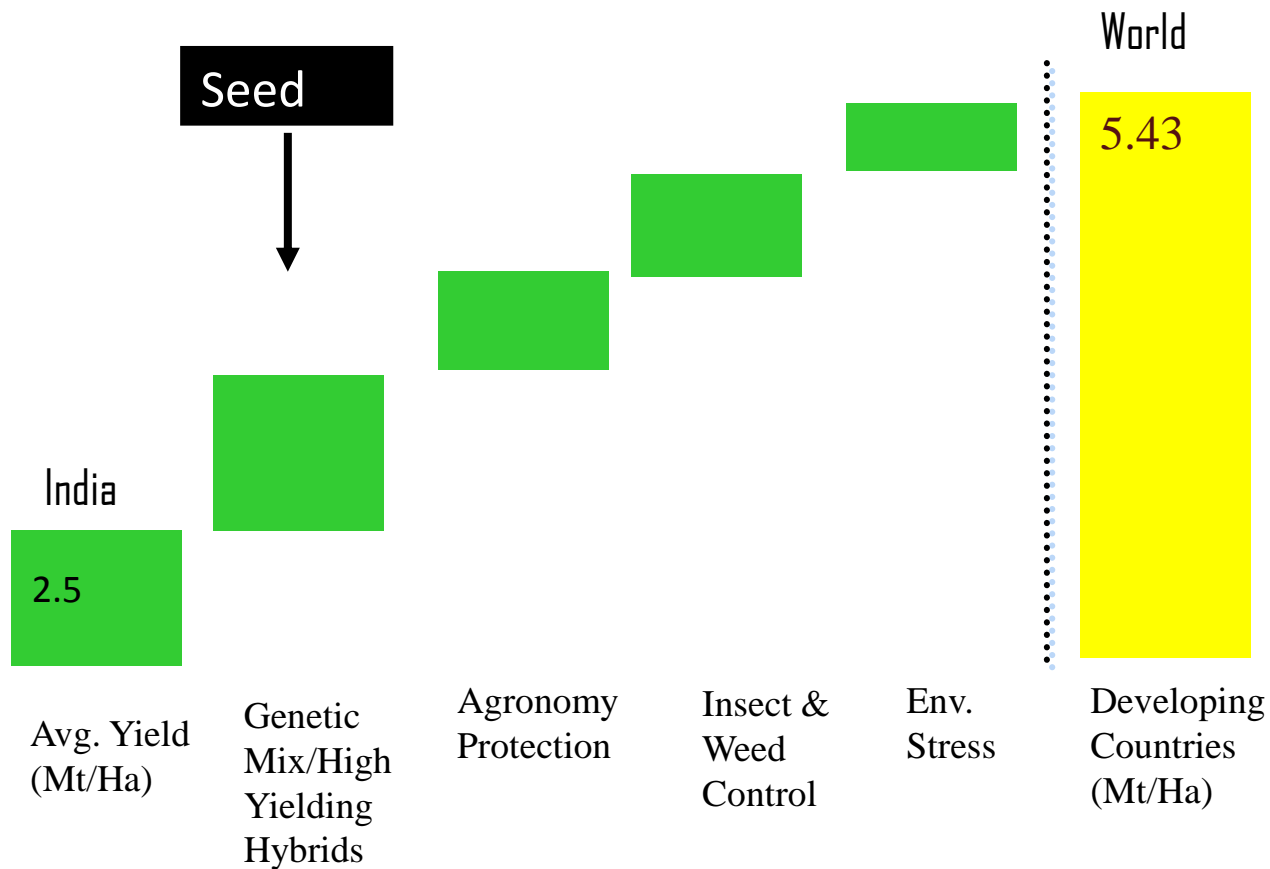 World
Seed
5.43
India
2.5
Avg. Yield
(Mt/Ha)
Genetic
Mix/High
Yielding
Hybrids
Agronomy
Protection
Insect &
Weed
Control
Env.
Stress
Developing
Countries
(Mt/Ha)